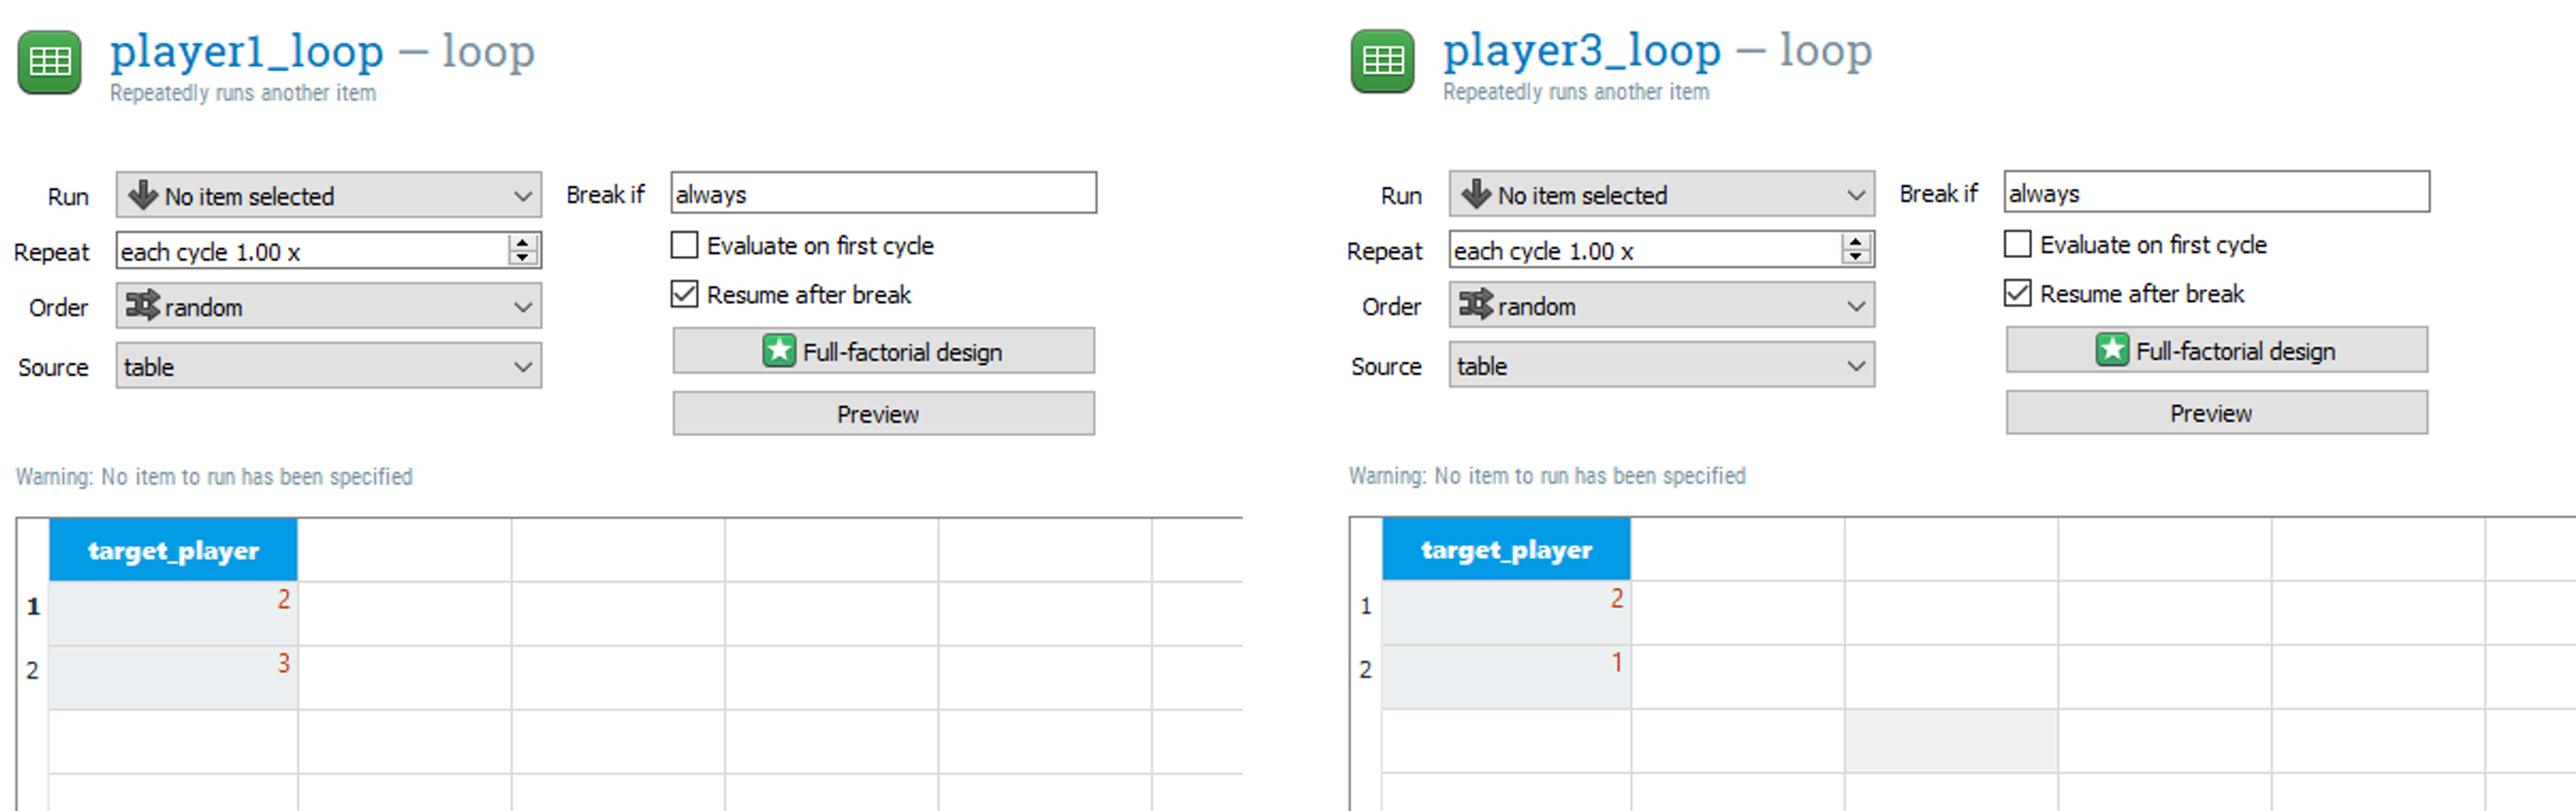 player1_loop — loop
Repeatedly runs another item
Run No item selected Break if always
Repeat each cycle 1.00 x Evaluate on first cycle
Order random Resume after break
Source table Full-factorial design
Preview
Warning: No item to run has been specified
target_player
1 2
2 3
player3_loop — loop
Repeatedly runs another item
Run No item selected Break if always
Repeat each cycle 1.00 x Evaluate on first cycle
Order random Resume after break
Source table Full-factorial design
Preview
Warning: No item to run has been specified
target_player
1 2
2 1